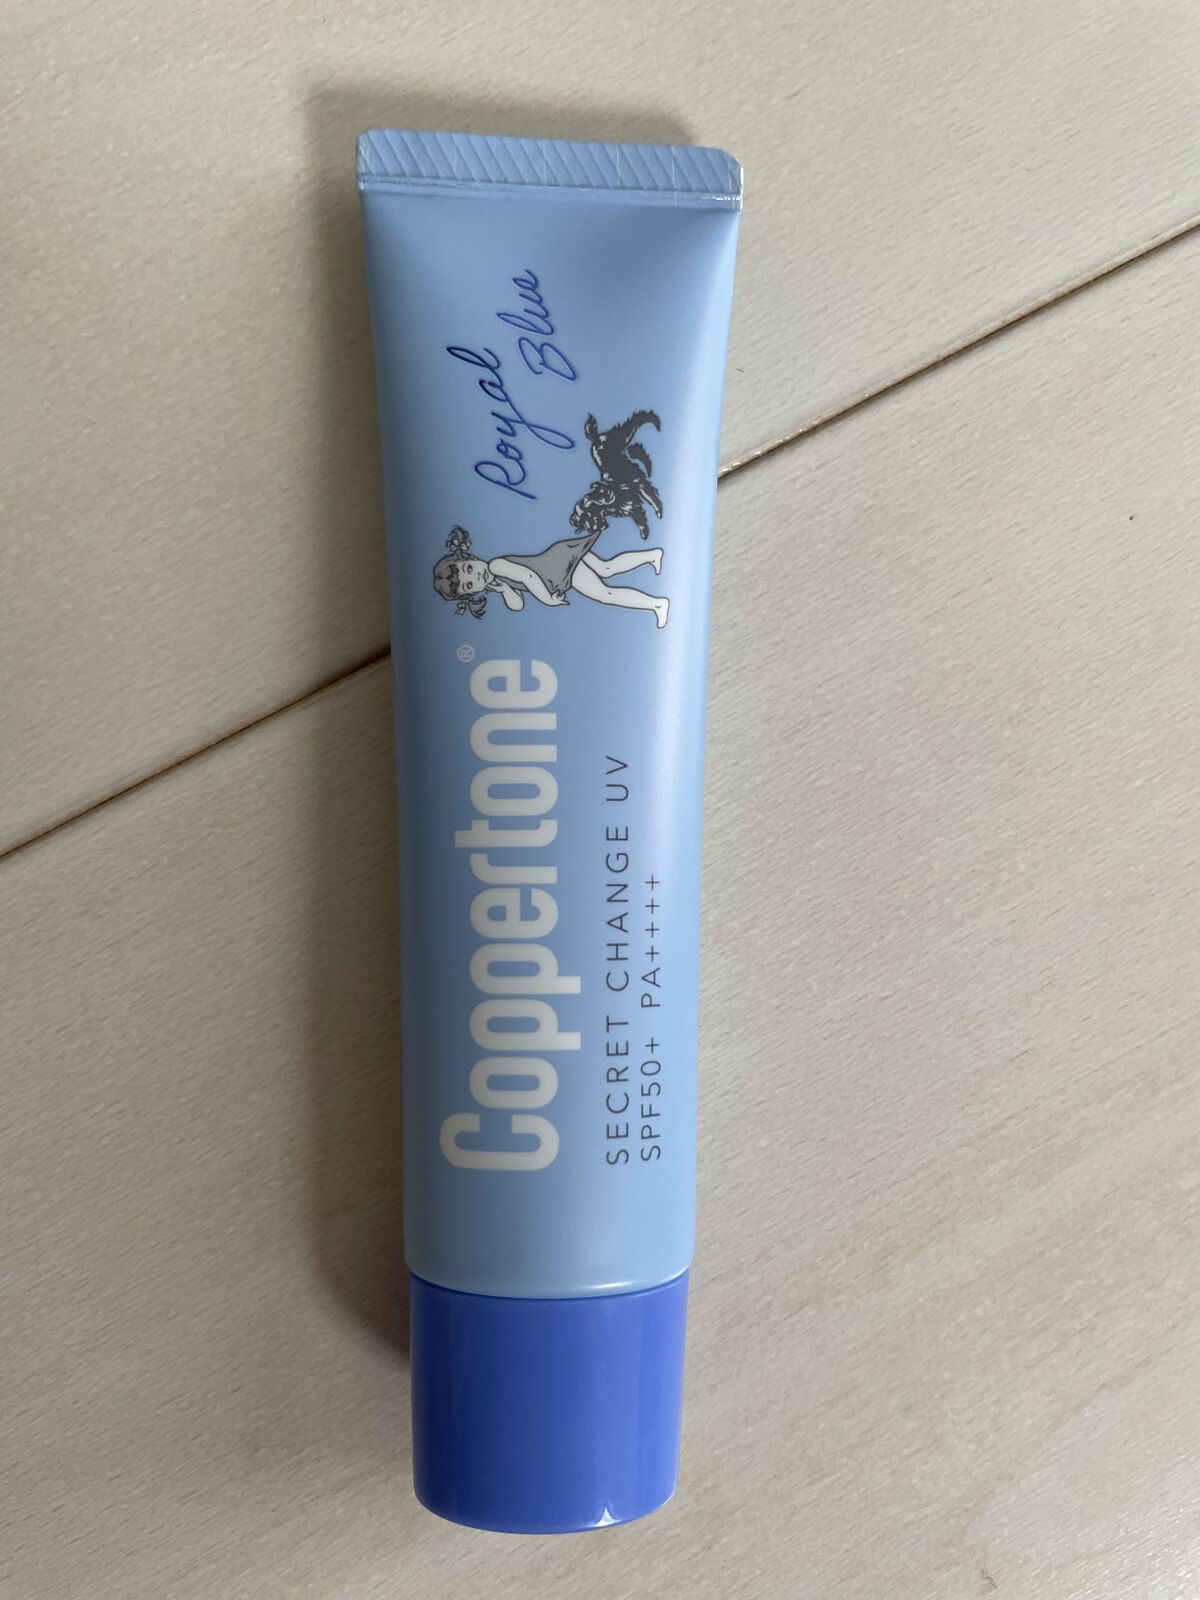 Coppertone®
SECRET CHANGE UV
SPF50+ PA++++
Royal
Blue